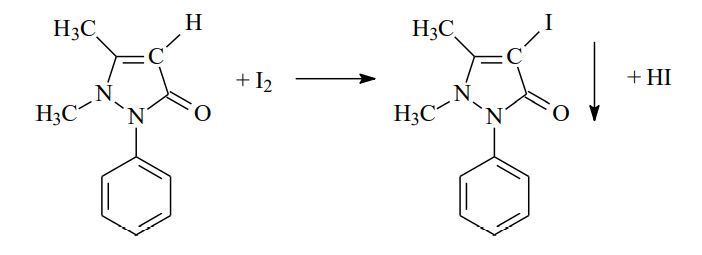 H₃C H
C
N
H₃C N O
+ I₂
H₃C I
C
N
H₃C N O
+ HI